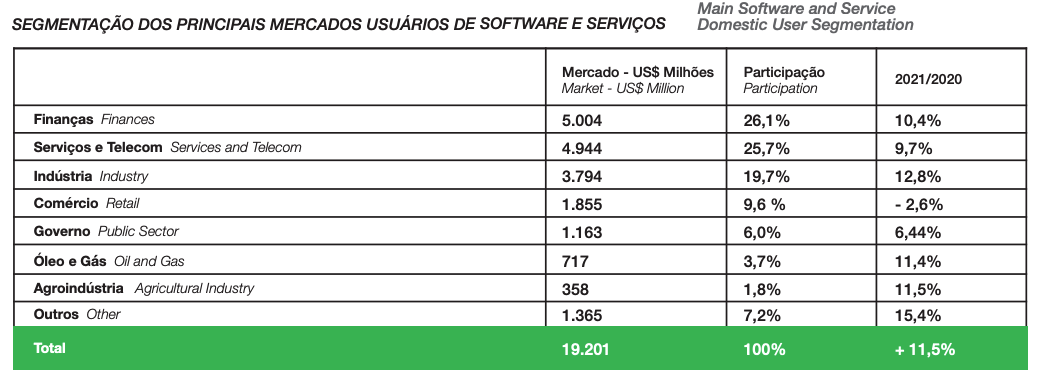 SEGMENTAÇÃO DOS PRINCIPAIS MERCADOS USUÁRIOS DE SOFTWARE E SERVIÇOS
Main Software and Service
Domestic User Segmentation
Mercado - US$ Milhões Participação 2021/2020
Market - US$ Million Participation
Finanças Finances 5.004 26,1% 10,4%
Serviços e Telecom Services and Telecom 4.944 25,7% 9,7%
Indústria Industry 3.794 19,7% 12,8%
Comércio Retail 1.855 9,6 % - 2,6%
Governo Public Sector 1.163 6,0% 6,44%
Óleo e Gás Oil and Gas 717 3,7% 11,4%
Agroindústria Agricultural Industry 358 1,8% 11,5%
Outros Other 1.365 7,2% 15,4%
Total 19.201 100% + 11,5%